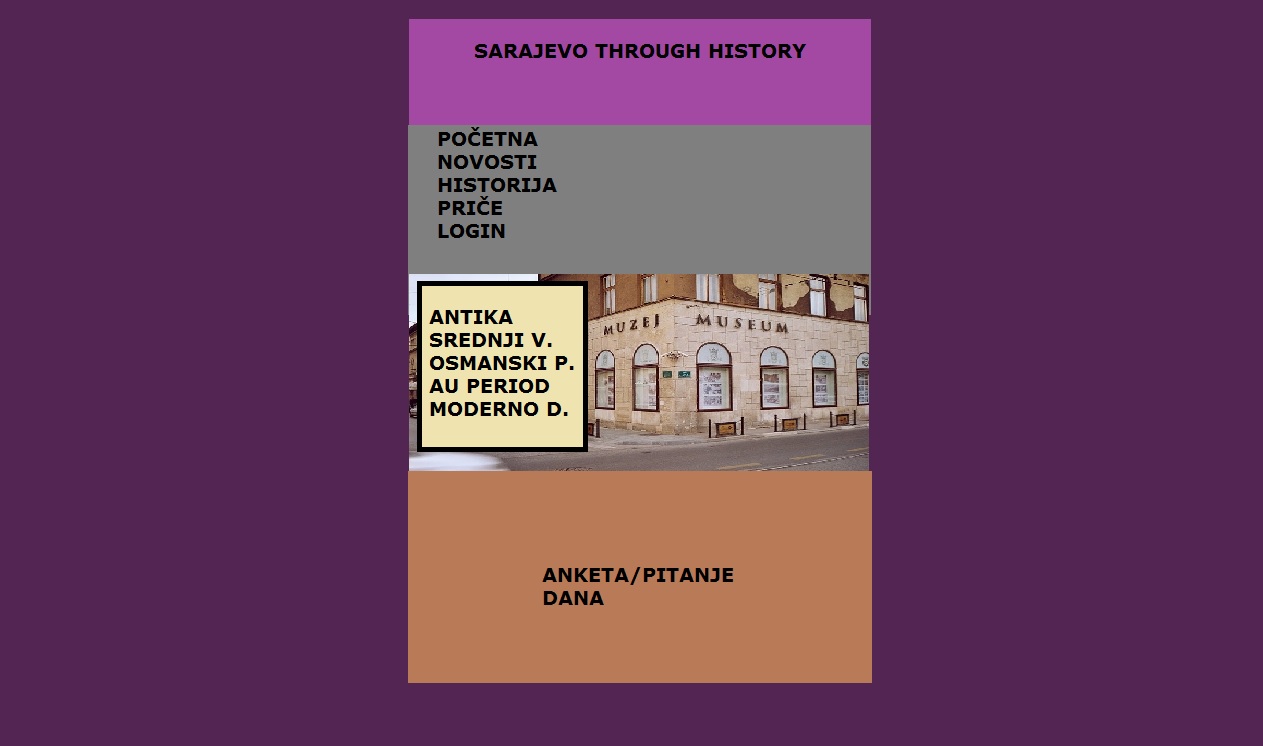 SARAJEVO THROUGH HISTORY
POČETNA
NOVOSTI
HISTORIJA
PRIČE
LOGIN
ANTIKA
SREDNJI V.
OSMANSKI P.
AU PERIOD
MODERNO D.
MUZEJ MUSEUM
ANKETA/PITANJE
DANA